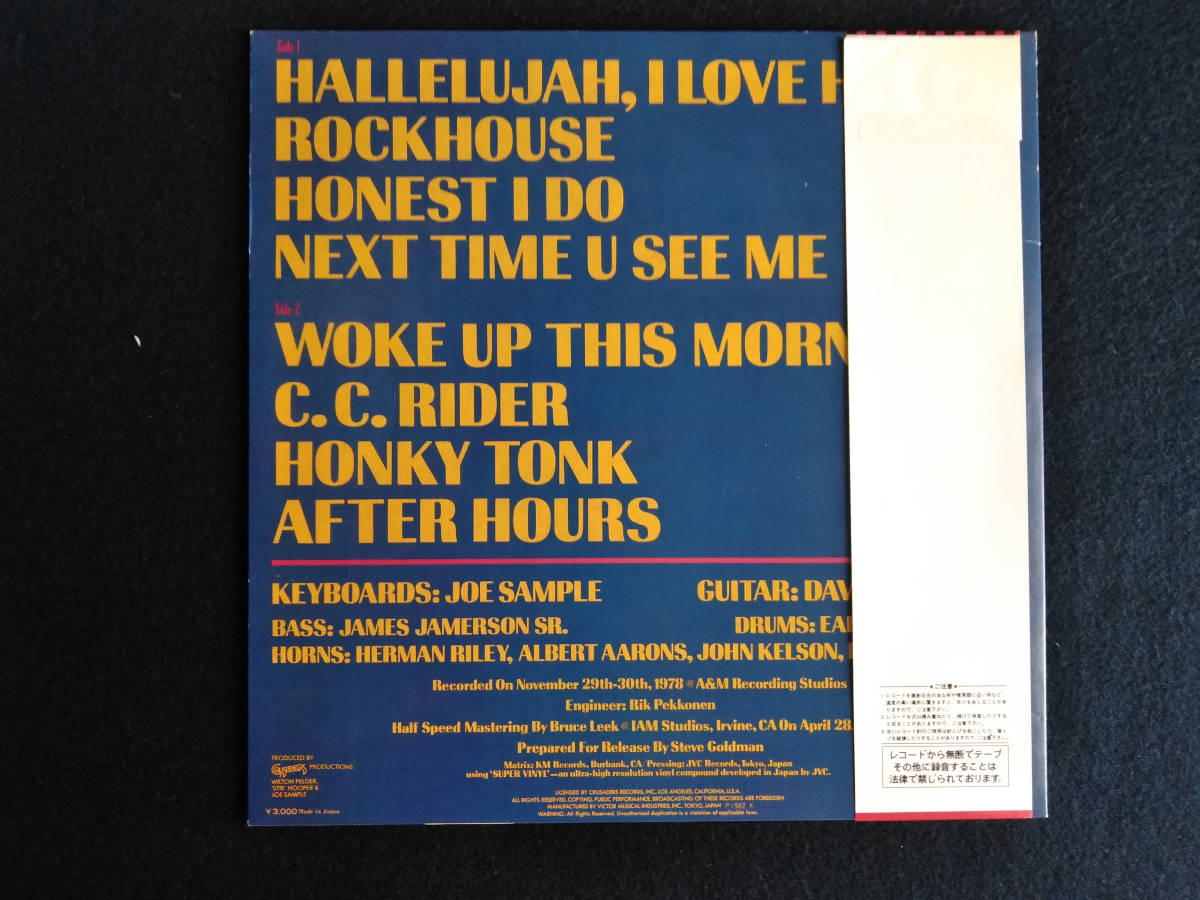 Side 1
HALLELUJAH, I LOVE H
ROCKHOUSE
HONEST I DO
NEXT TIME U SEE ME
Side 2
WOKE UP THIS MORN
C. C. RIDER
HONKY TONK
AFTER HOURS
KEYBOARDS: JOE SAMPLE
GUITAR: DAV
BASS: JAMES JAMERSON SR.
DRUMS: EA
HORNS: HERMAN RILEY, ALBERT AARONS, JOHN KELSON,
Recorded On November 29th-30th, 1978 @ A&M Recording Studios
Engineer: Rik Pekkonen
Half Speed Mastering By Bruce Leek @ IAM Studios, Irvine, CA On April 28,
Prepared For Release By Steve Goldman
Matrix: KM Records, Burbank, CA/Pressing: JVC Records, Tokyo, Japan
using 'SUPER VINYL'—an ultra-high resolution vinyl compound developed in Japan by JVC.
PRODUCED BY
Crusaders PRODUCTIONS
WILTON FELDER,
'STIX' HOOPER &
JOE SAMPLE
¥3,000 Made in Japan
LICENSED BY CRUSADERS RECORDS, INC., LOS ANGELES, CALIFORNIA, U.S.A.
ALL RIGHTS RESERVED. COPYING, PUBLIC PERFORMANCE, BROADCASTING OF THESE RECORDS ARE FORBIDDEN
MANUFACTURED BY VICTOR MUSICAL INDUSTRIES, INC. TOKYO, JAPAN P 1982 K
WARNING: All Rights Reserved. Unauthorized duplication is a violation of applicable laws.
★ご注意★
レコードから無断でテープ
その他に録音することは
法律で禁じられております。